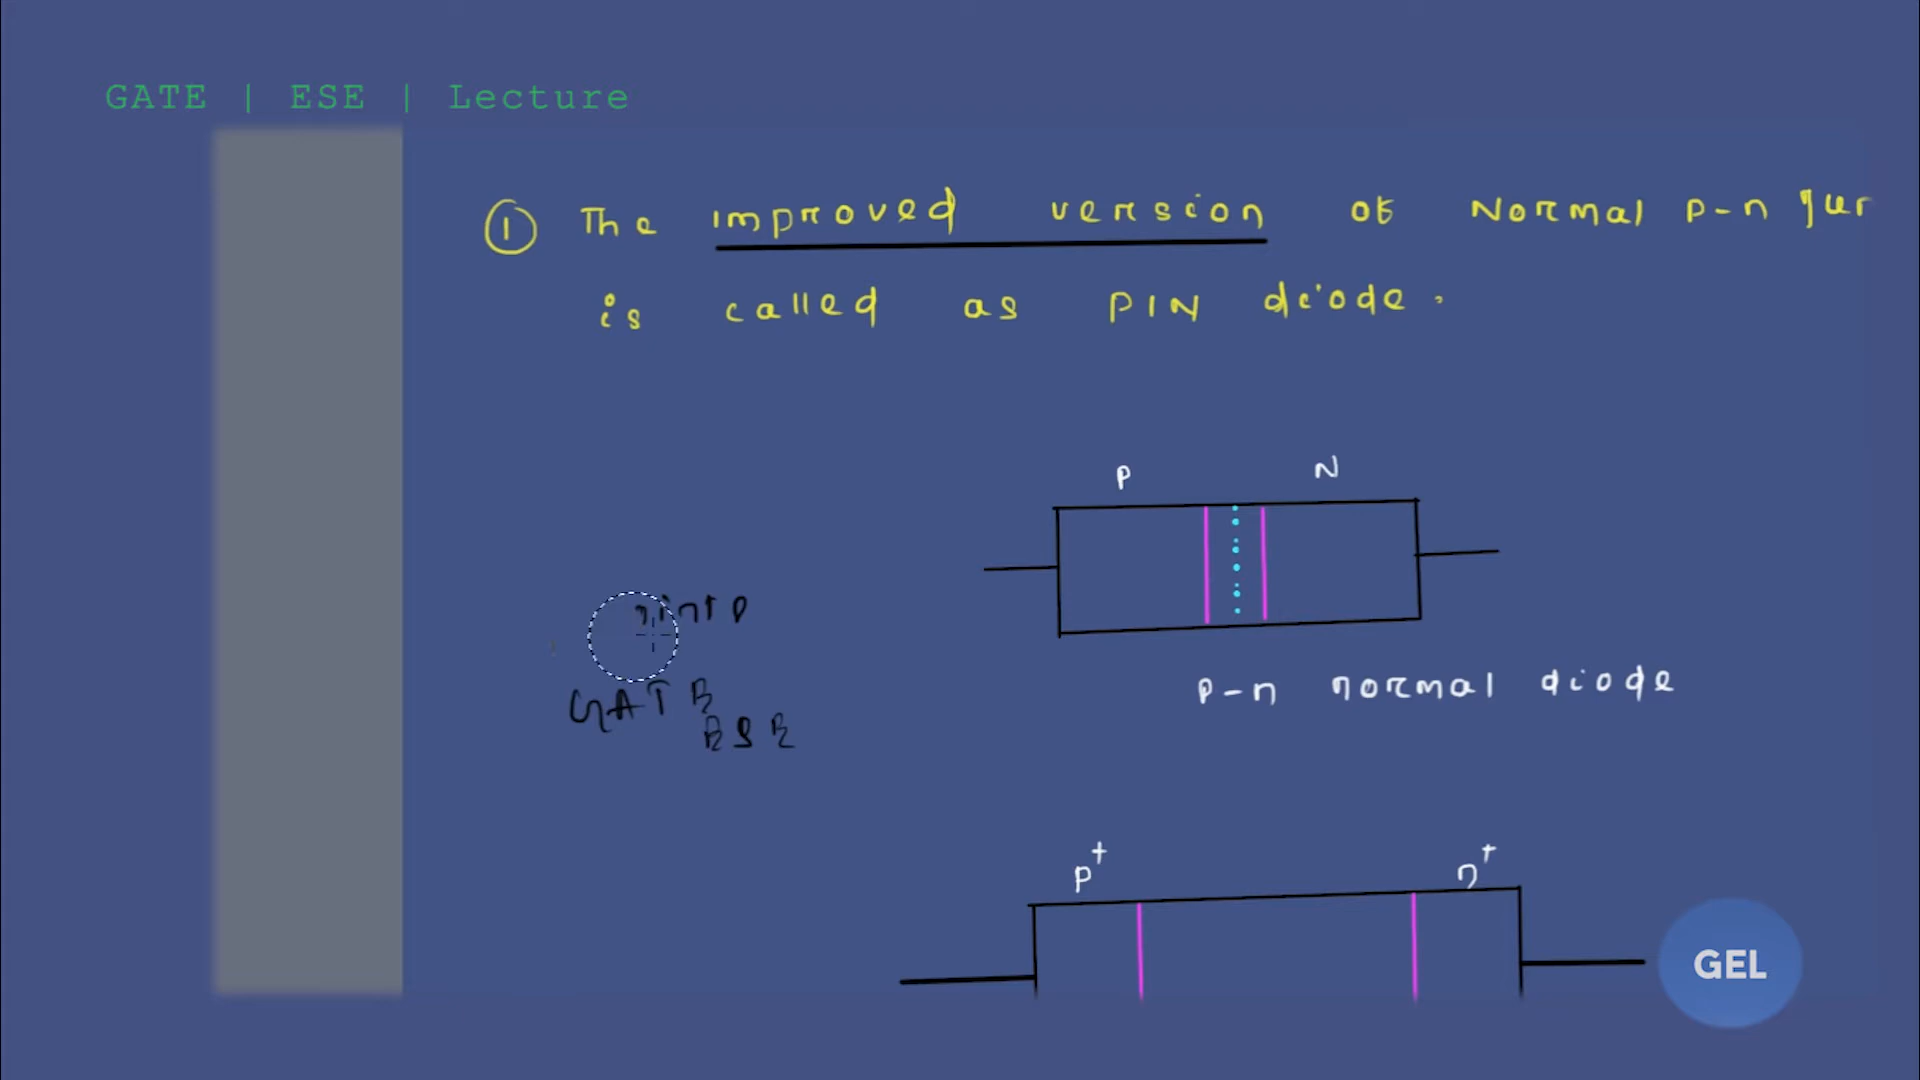 GATE | ESE | Lecture
① The improved version of Normal p-n
is called as PIN diode.
P N
GATE
ESE
p-n normal diode
p+ n+
GEL